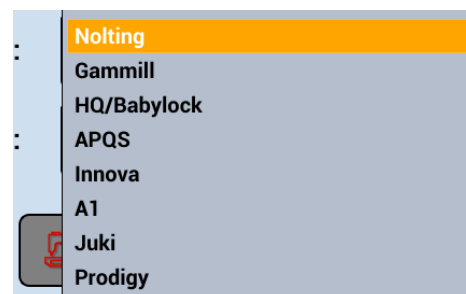 :
:
Nolting
Gammill
HQ/Babylock
APQS
Innova
A1
Juki
Prodigy